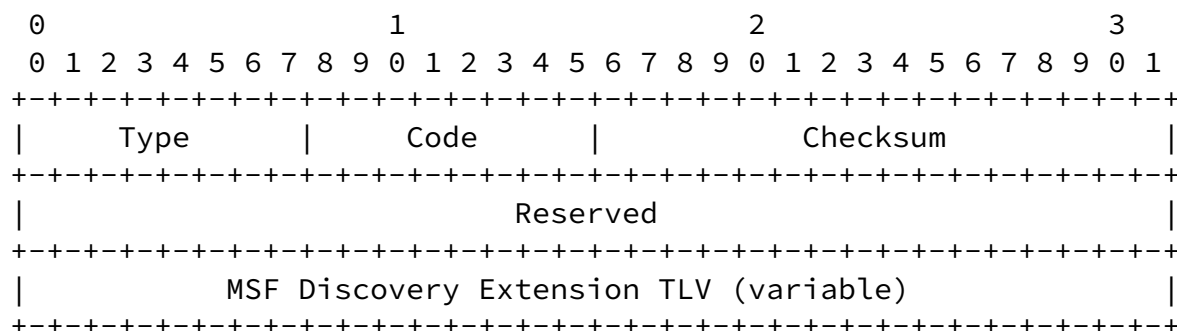 0                   1                   2                   3
 0 1 2 3 4 5 6 7 8 9 0 1 2 3 4 5 6 7 8 9 0 1 2 3 4 5 6 7 8 9 0 1
+-+-+-+-+-+-+-+-+-+-+-+-+-+-+-+-+-+-+-+-+-+-+-+-+-+-+-+-+-+-+-+-+
|     Type      |     Code      |           Checksum            |
+-+-+-+-+-+-+-+-+-+-+-+-+-+-+-+-+-+-+-+-+-+-+-+-+-+-+-+-+-+-+-+-+
|                           Reserved                            |
+-+-+-+-+-+-+-+-+-+-+-+-+-+-+-+-+-+-+-+-+-+-+-+-+-+-+-+-+-+-+-+-+
|           MSF Discovery Extension TLV (variable)              |
+-+-+-+-+-+-+-+-+-+-+-+-+-+-+-+-+-+-+-+-+-+-+-+-+-+-+-+-+-+-+-+-+